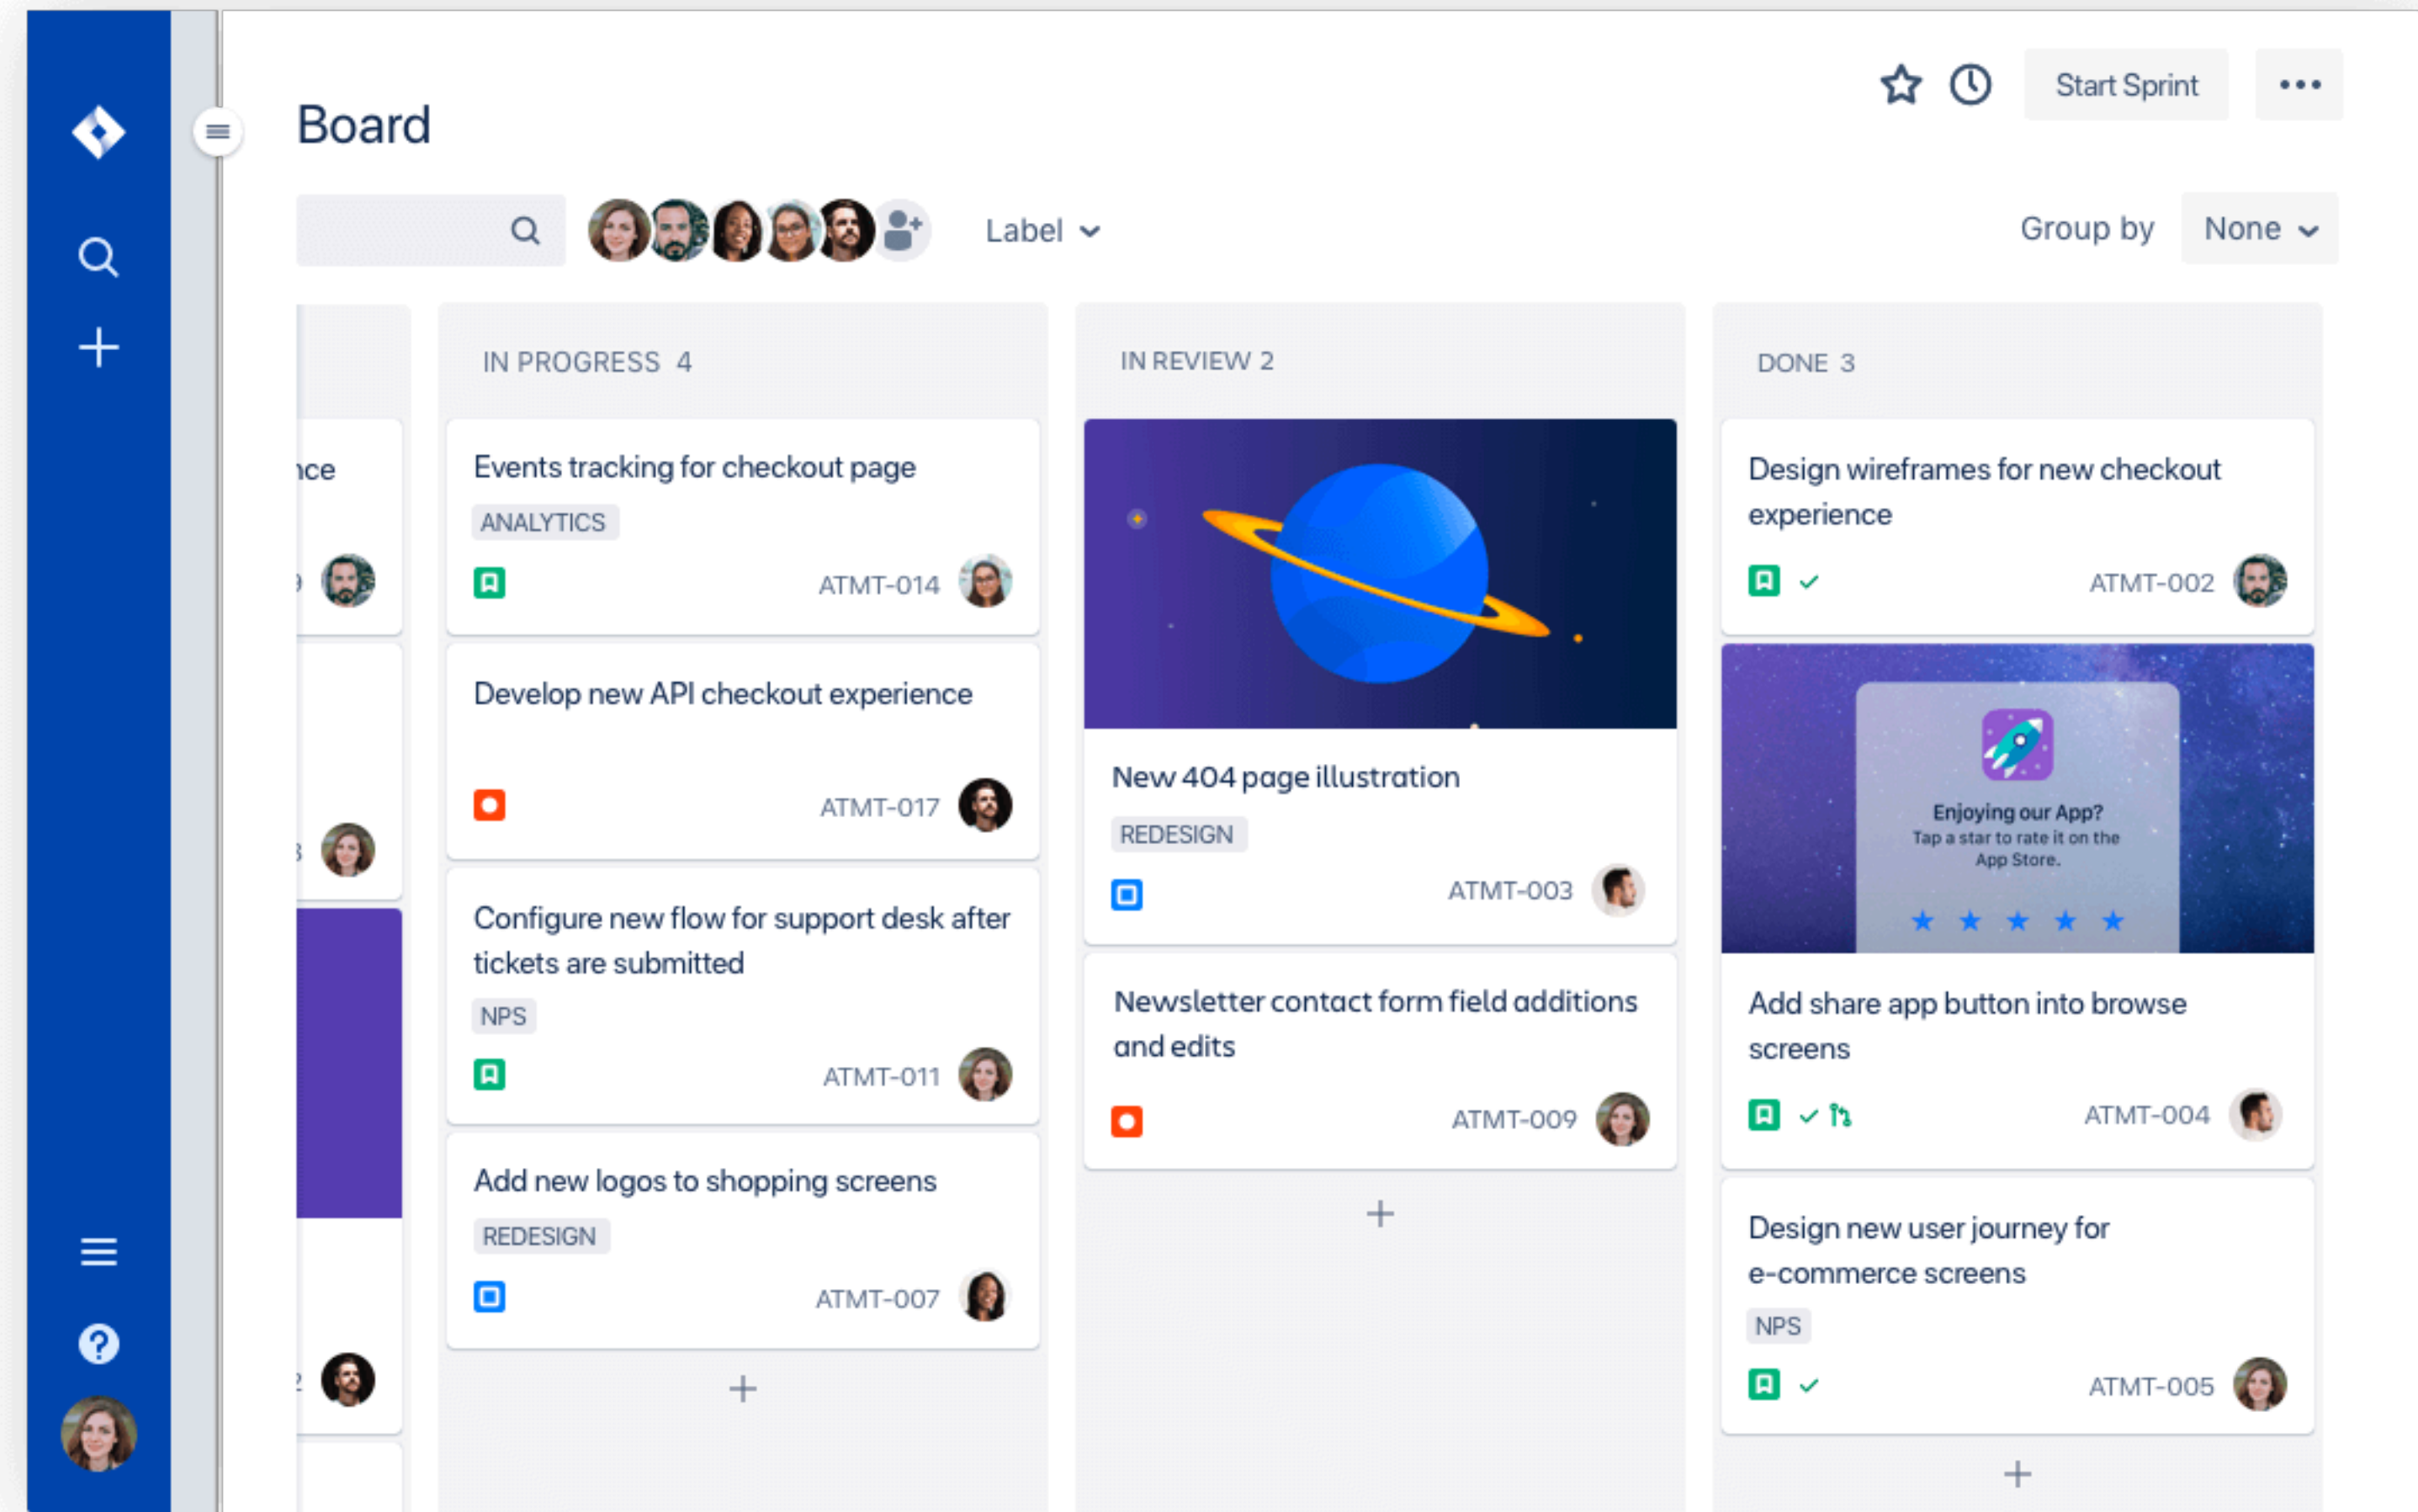 Board
Start Sprint
Label
Group by
None
IN PROGRESS 4
Events tracking for checkout page
ANALYTICS
ATMT-014
Develop new API checkout experience
ATMT-017
Configure new flow for support desk after
tickets are submitted
NPS
ATMT-011
Add new logos to shopping screens
REDESIGN
ATMT-007
IN REVIEW 2
New 404 page illustration
REDESIGN
ATMT-003
Newsletter contact form field additions
and edits
ATMT-009
DONE 3
Design wireframes for new checkout
experience
ATMT-002
Enjoying our App?
Tap a star to rate it on the
App Store.
Add share app button into browse
screens
ATMT-004
Design new user journey for
e-commerce screens
NPS
ATMT-005